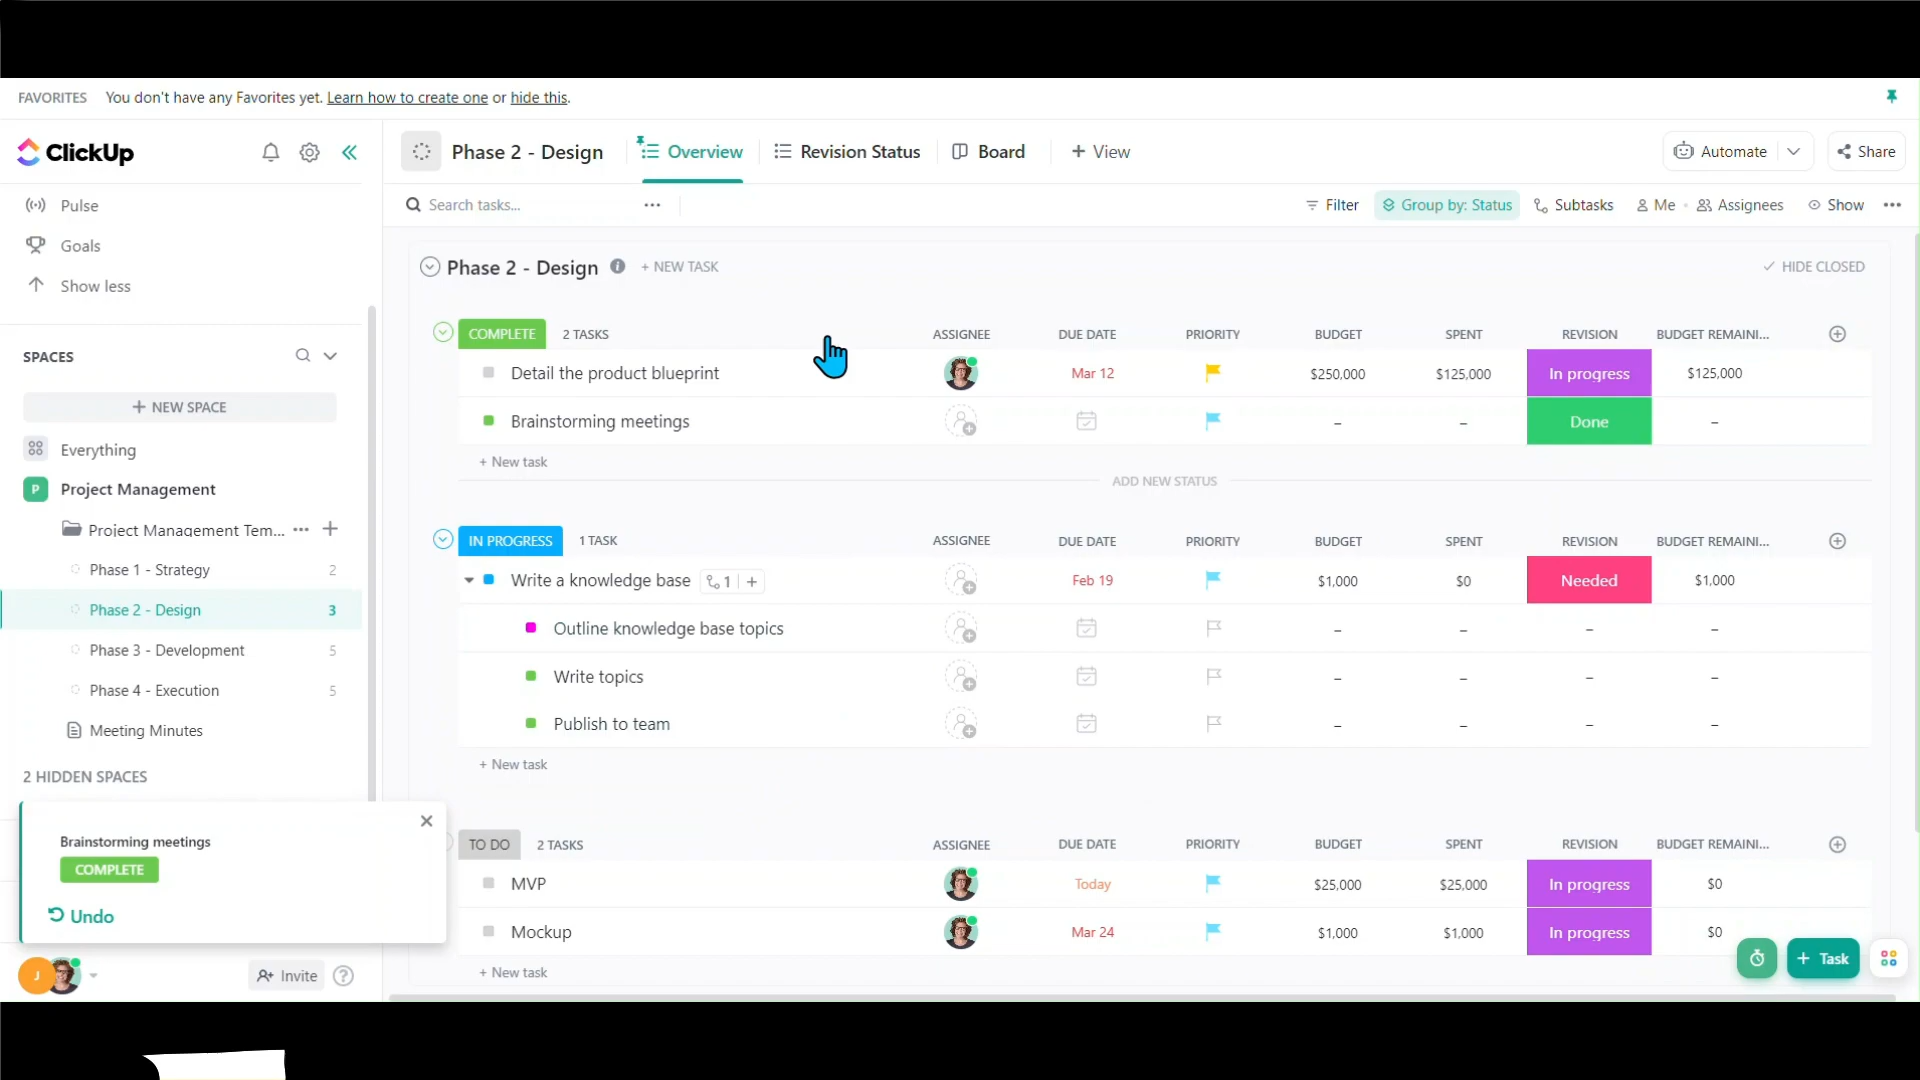 FAVORITES You don't have any Favorites yet. Learn how to create one or hide this.
ClickUp
Phase 2 - Design
Overview
Revision Status
Board
+ View
Automate
Share
Pulse
Goals
Show less
SPACES
+ NEW SPACE
Everything
P Project Management
Project Management Tem... ... +
Phase 1 - Strategy 2
Phase 2 - Design 3
Phase 3 - Development 5
Phase 4 - Execution 5
Meeting Minutes
2 HIDDEN SPACES
Brainstorming meetings
COMPLETE
Undo
J
Invite
?
Search tasks...
...
Filter
Group by: Status
Subtasks
Me
Assignees
Show
...
Phase 2 - Design + NEW TASK
HIDE CLOSED
COMPLETE 2 TASKS ASSIGNEE DUE DATE PRIORITY BUDGET SPENT REVISION BUDGET REMAINI...
Detail the product blueprint Mar 12 $250,000 $125,000 In progress $125,000
Brainstorming meetings – – Done –
+ New task
ADD NEW STATUS
IN PROGRESS 1 TASK ASSIGNEE DUE DATE PRIORITY BUDGET SPENT REVISION BUDGET REMAINI...
Write a knowledge base 1 + Feb 19 $1,000 $0 Needed $1,000
Outline knowledge base topics – – – –
Write topics – – – –
Publish to team – – – –
+ New task
TO DO 2 TASKS ASSIGNEE DUE DATE PRIORITY BUDGET SPENT REVISION BUDGET REMAINI...
MVP Today $25,000 $25,000 In progress $0
Mockup Mar 24 $1,000 $1,000 In progress $0
+ New task
+ Task